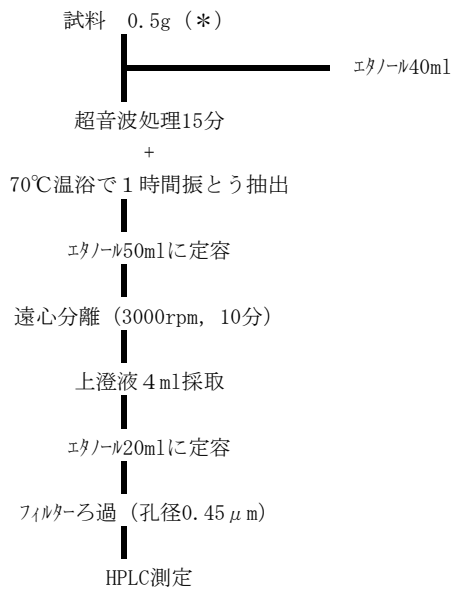 試料　0.5g（＊）
ｴﾀﾉｰﾙ40ml
超音波処理15分
+
70℃温浴で１時間振とう抽出
ｴﾀﾉｰﾙ50mlに定容
遠心分離（3000rpm, 10分）
上澄液４ml採取
ｴﾀﾉｰﾙ20mlに定容
ﾌｨﾙﾀｰろ過（孔径0.45μm）
HPLC測定